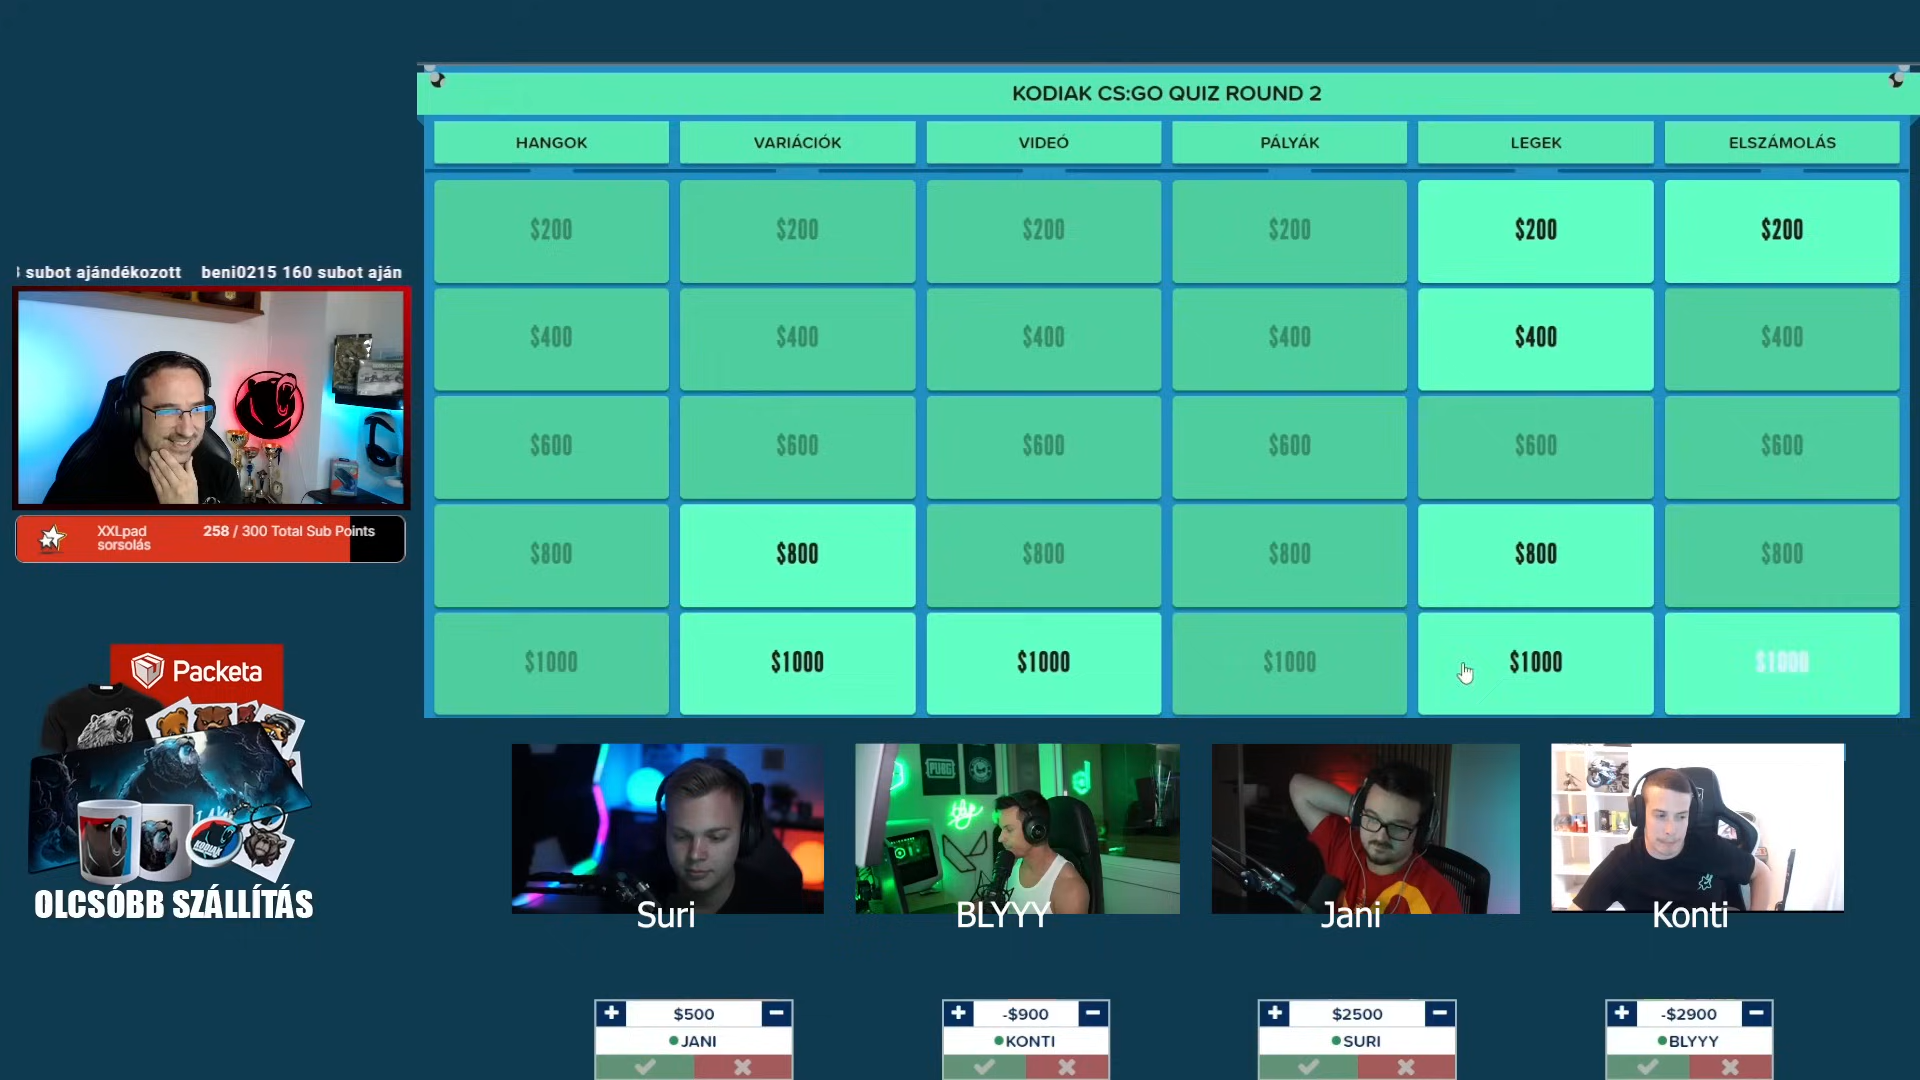 KODIAK CS:GO QUIZ ROUND 2
HANGOK VARIÁCIÓK VIDEÓ PÁLYÁK LEGEK ELSZÁMOLÁS
$200 $200 $200 $200 $200 $200
subot ajándékozott beni0215 160 subot aján
$400 $400 $400 $400 $400 $400
$600 $600 $600 $600 $600 $600
XXLpad sorsolás 258 / 300 Total Sub Points
$800 $800 $800 $800 $800 $800
$1000 $1000 $1000 $1000 $1000 $1000
Packeta
PUBG
KODIAK
OLCSÓBB SZÁLLÍTÁS
Suri BLYYY Jani Konti
+ $500 − + -$900 − + $2500 − + -$2900 −
JANI KONTI SURI BLYYY